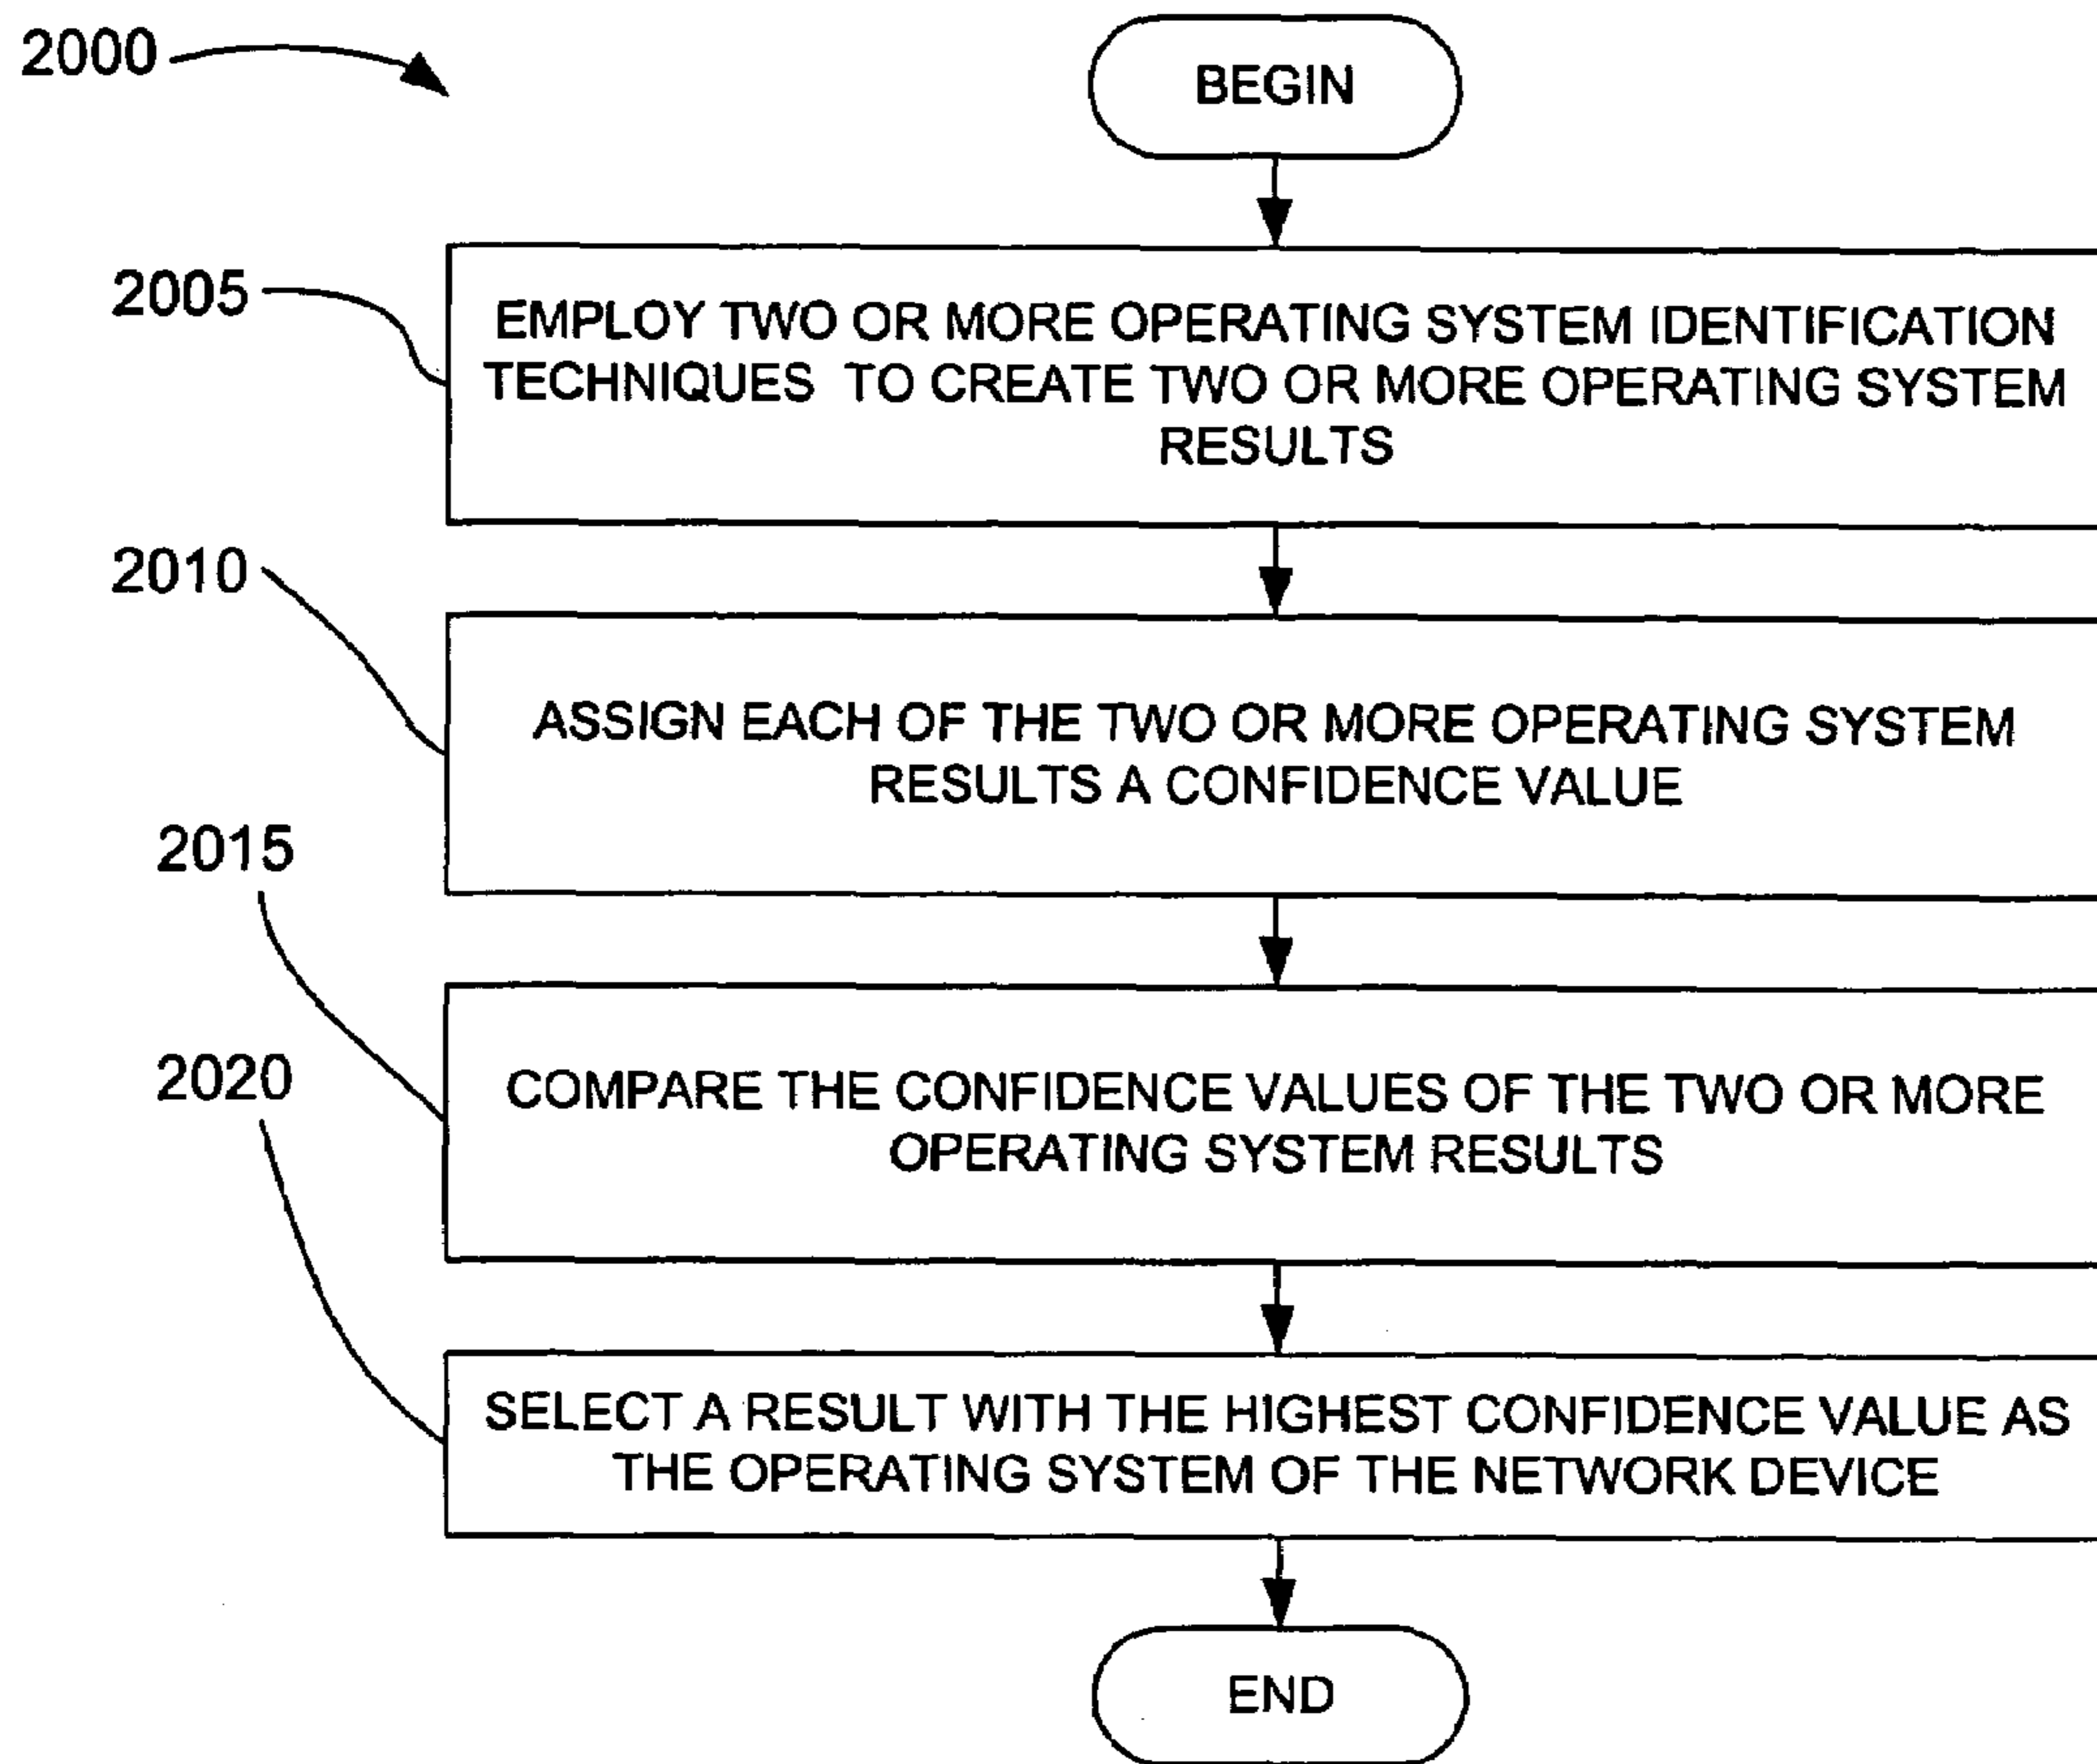 2000
BEGIN
2005
EMPLOY TWO OR MORE OPERATING SYSTEM IDENTIFICATION
TECHNIQUES TO CREATE TWO OR MORE OPERATING SYSTEM
RESULTS
2010
ASSIGN EACH OF THE TWO OR MORE OPERATING SYSTEM
RESULTS A CONFIDENCE VALUE
2015
COMPARE THE CONFIDENCE VALUES OF THE TWO OR MORE
OPERATING SYSTEM RESULTS
2020
SELECT A RESULT WITH THE HIGHEST CONFIDENCE VALUE AS
THE OPERATING SYSTEM OF THE NETWORK DEVICE
END